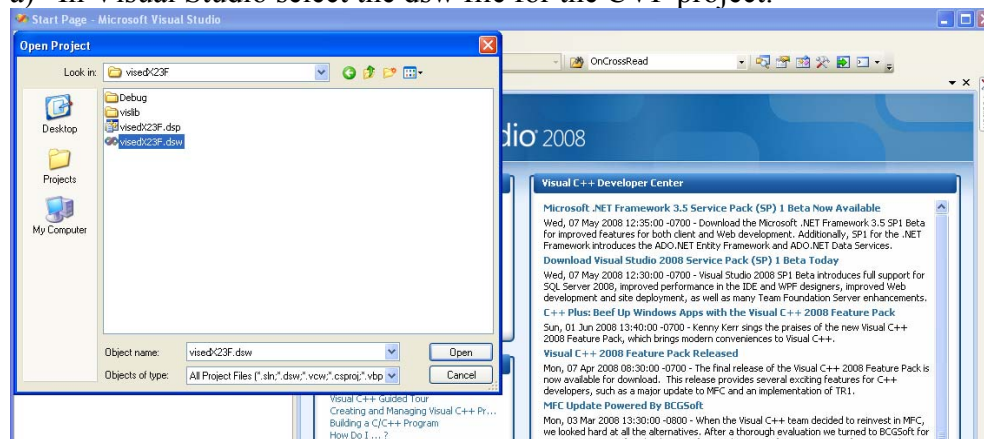 a) In Visual Studio select the dsw file for the CVF project.
Start Page - Microsoft Visual Studio
Open Project
Look in:
visedX23F
OnCrossRead
Debug
vislib
visedX23F.dsp
visedX23F.dsw
Desktop
Projects
My Computer
Object name:
visedX23F.dsw
Open
Objects of type:
All Project Files (*.sln;*.dsw;*.vcw;*.csproj;*.vbp
Cancel
dio 2008
Visual C++ Developer Center
Microsoft .NET Framework 3.5 Service Pack (SP) 1 Beta Now Available
Wed, 07 May 2008 12:35:00 -0700 - Download the Microsoft .NET Framework 3.5 SP1 Beta
for improved features for both client and Web development. Additionally, SP1 for the .NET
Framework introduces the ADO.NET Entity Framework and ADO.NET Data Services.
Download Visual Studio 2008 Service Pack (SP) 1 Beta Today
Wed, 07 May 2008 12:30:00 -0700 - Visual Studio 2008 SP1 Beta introduces full support for
SQL Server 2008, improved performance in the IDE and WPF designers, improved Web
development and site deployment, as well as many Team Foundation Server enhancements.
C++ Plus: Beef Up Windows Apps with the Visual C++ 2008 Feature Pack
Sun, 01 Jun 2008 13:40:00 -0700 - Kenny Kerr sings the praises of the new Visual C++
2008 Feature Pack, which brings modern conveniences to Visual C++.
Visual C++ 2008 Feature Pack Released
Mon, 07 Apr 2008 08:30:00 -0700 - The final release of the Visual C++ 2008 Feature Pack is
now available for download. This release provides several exciting features for C++
developers, such as a major update to MFC and an implementation of TR1.
MFC Update Powered By BCGSoft
Mon, 03 Mar 2008 13:30:00 -0800 - When the Visual C++ team decided to reinvest in MFC,
we looked hard at all the alternatives. After a thorough evaluation we turned to BCGSoft for
Visual C++ Guided Tour
Creating and Managing Visual C++ Pr...
Building a C/C++ Program
How Do I ... ?